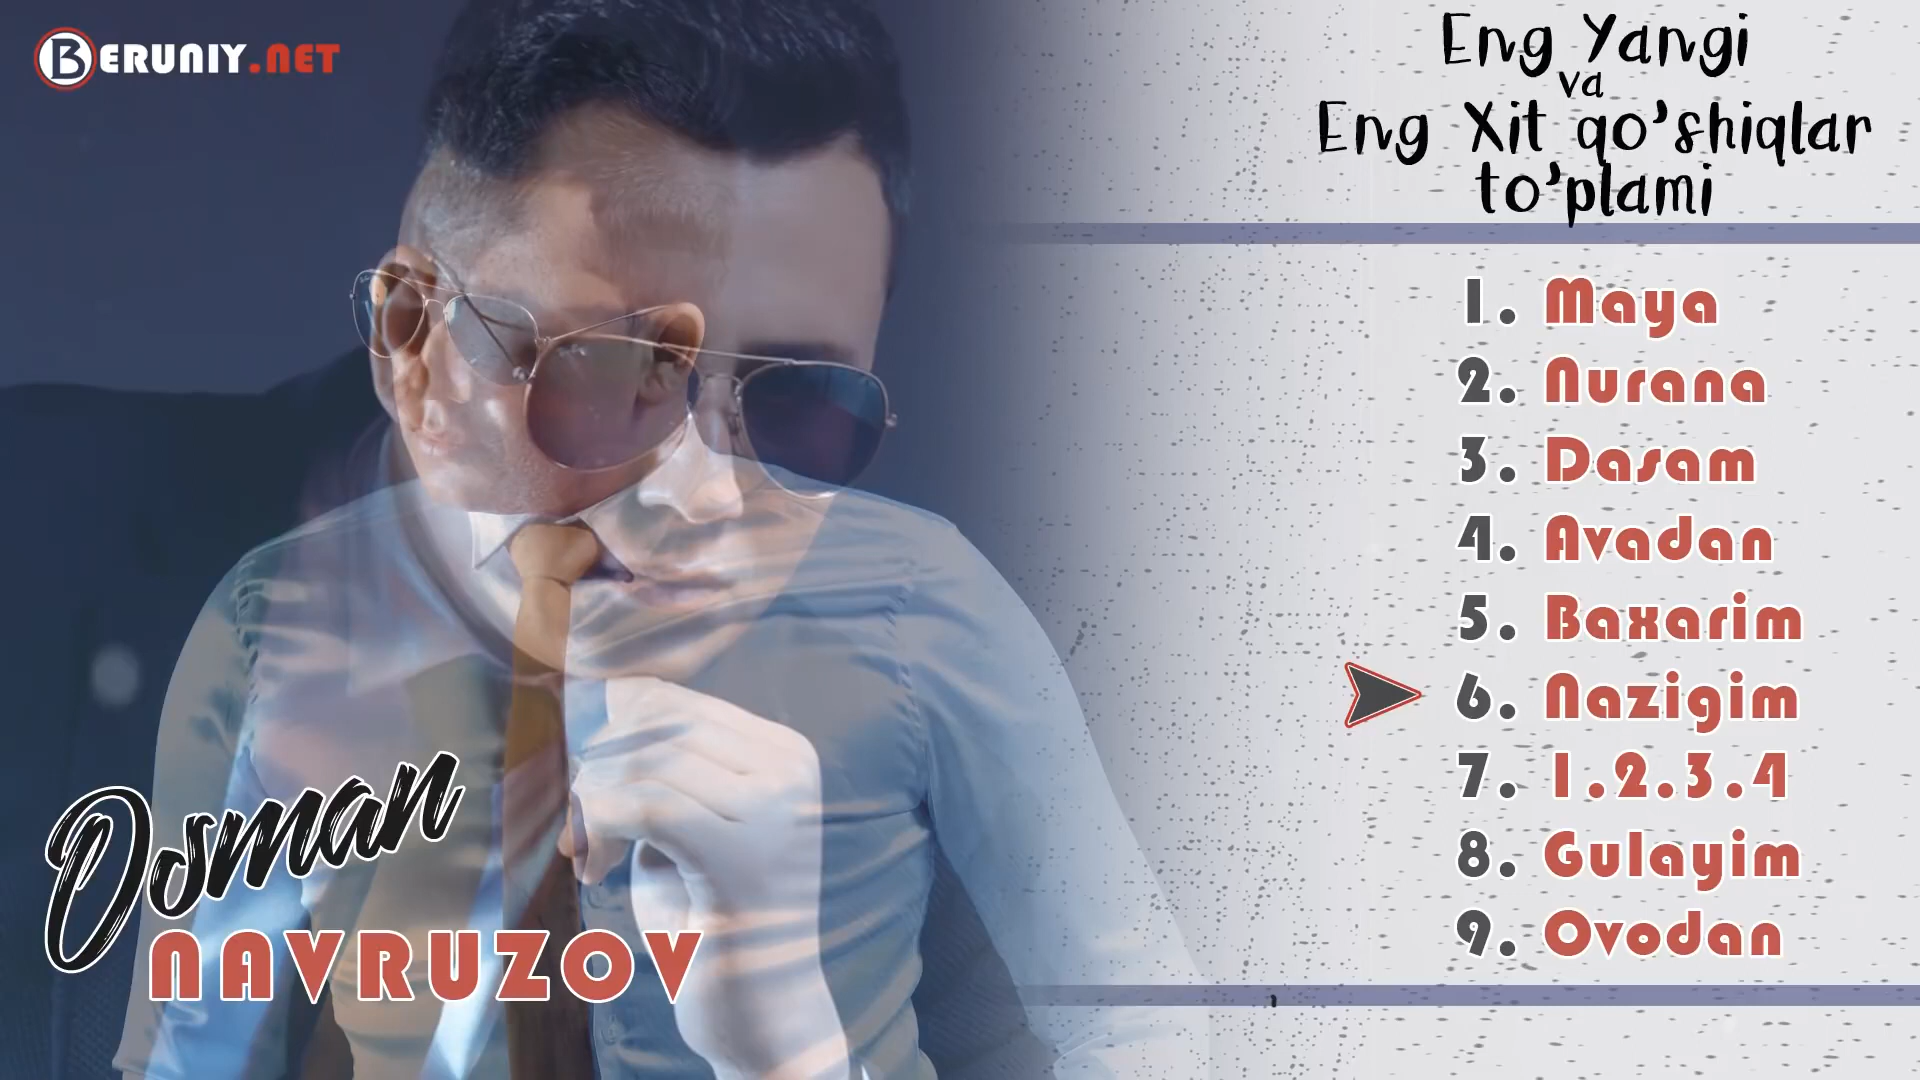 BERUNIY.NET
Eng Yangi
va
Eng Xit qo'shiqlar
to'plami
1. Maya
2. Nurana
3. Dasam
4. Avadan
5. Baxarim
6. Nazigim
7. 1.2.3.4
8. Gulayim
9. Ovodan
Osman
NAVRUZOV